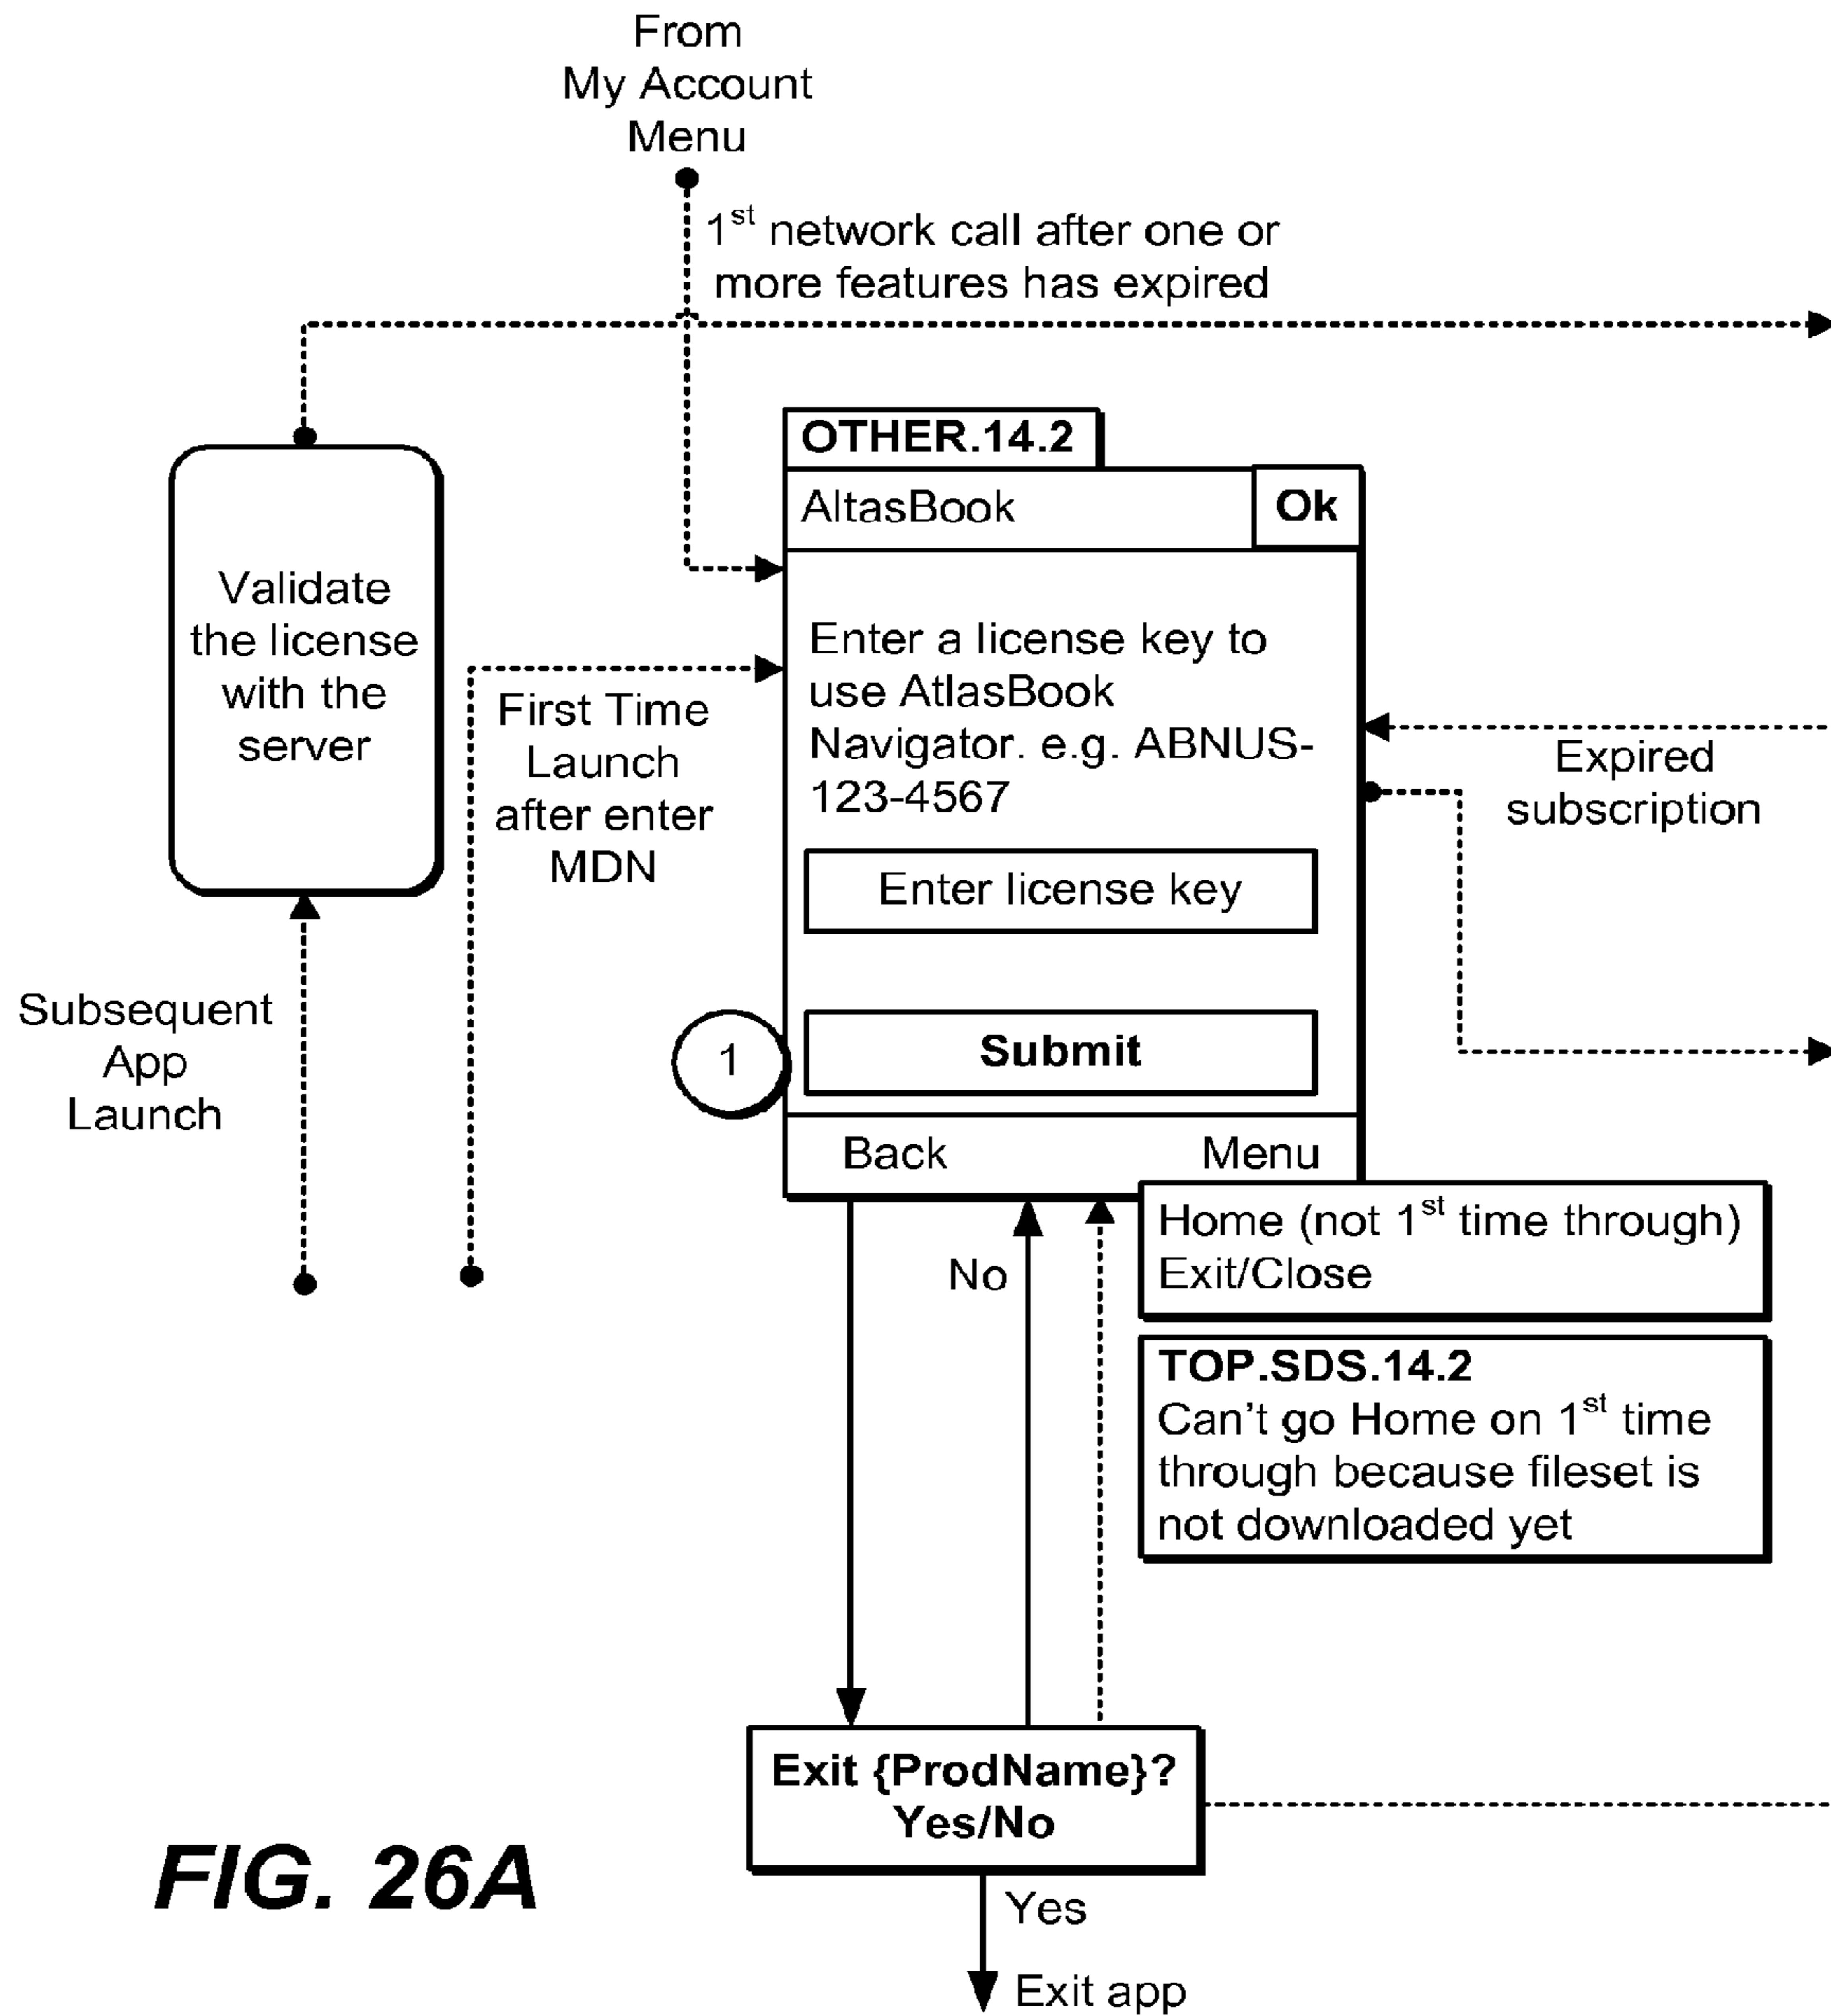 From
My Account
Menu
1st network call after one or
more features has expired
OTHER.14.2
AltasBook
Ok
Validate
the license
with the
server
Enter a license key to
use AtlasBook
Navigator. e.g. ABNUS-
123-4567
First Time
Launch
after enter
MDN
Expired
subscription
Enter license key
Subsequent
App
Launch
1
Submit
Back
Menu
Home (not 1st time through)
Exit/Close
No
TOP.SDS.14.2
Can't go Home on 1st time
through because fileset is
not downloaded yet
Exit {ProdName}?
Yes/No
FIG. 26A
Yes
Exit app